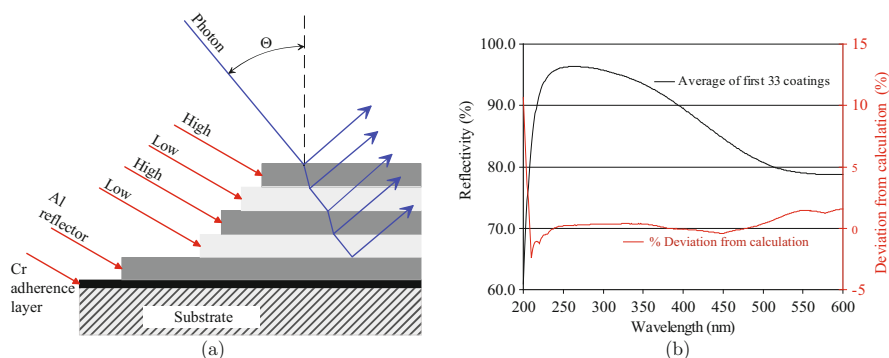 Photon
Θ
High
Low
High
Low
Al
reflector
Cr
adherence
layer
Substrate
(a)
b)
100.0
90.0
80.0
70.0
60.0
Reflectivity (%)
15
10
5
0
-5
Deviation from calculation (%)
Average of first 33 coatings
% Deviation from calculation
200 250 300 350 400 450 500 550 600
Wavelength (nm)
(b)